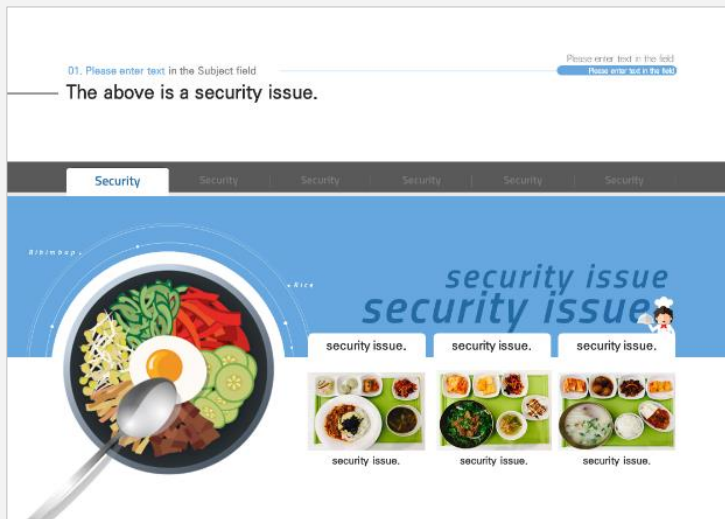 Please enter text in the field
01. Please enter text in the Subject field
Please enter text in the field
The above is a security issue.
Security Security Security Security Security Security
Bibimbap
Rice
security issue
security issue
security issue. security issue. security issue.
security issue. security issue. security issue.